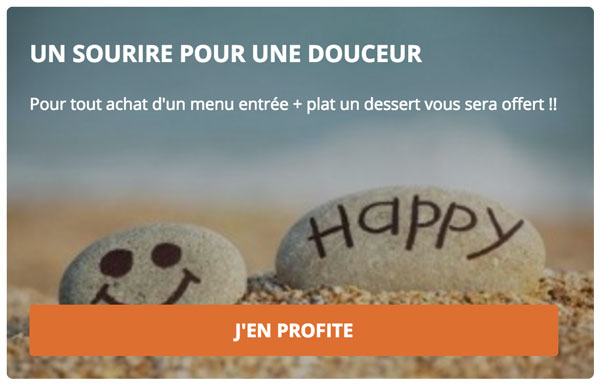 UN SOURIRE POUR UNE DOUCEUR
Pour tout achat d'un menu entrée + plat un dessert vous sera offert !!
Happy
J'EN PROFITE